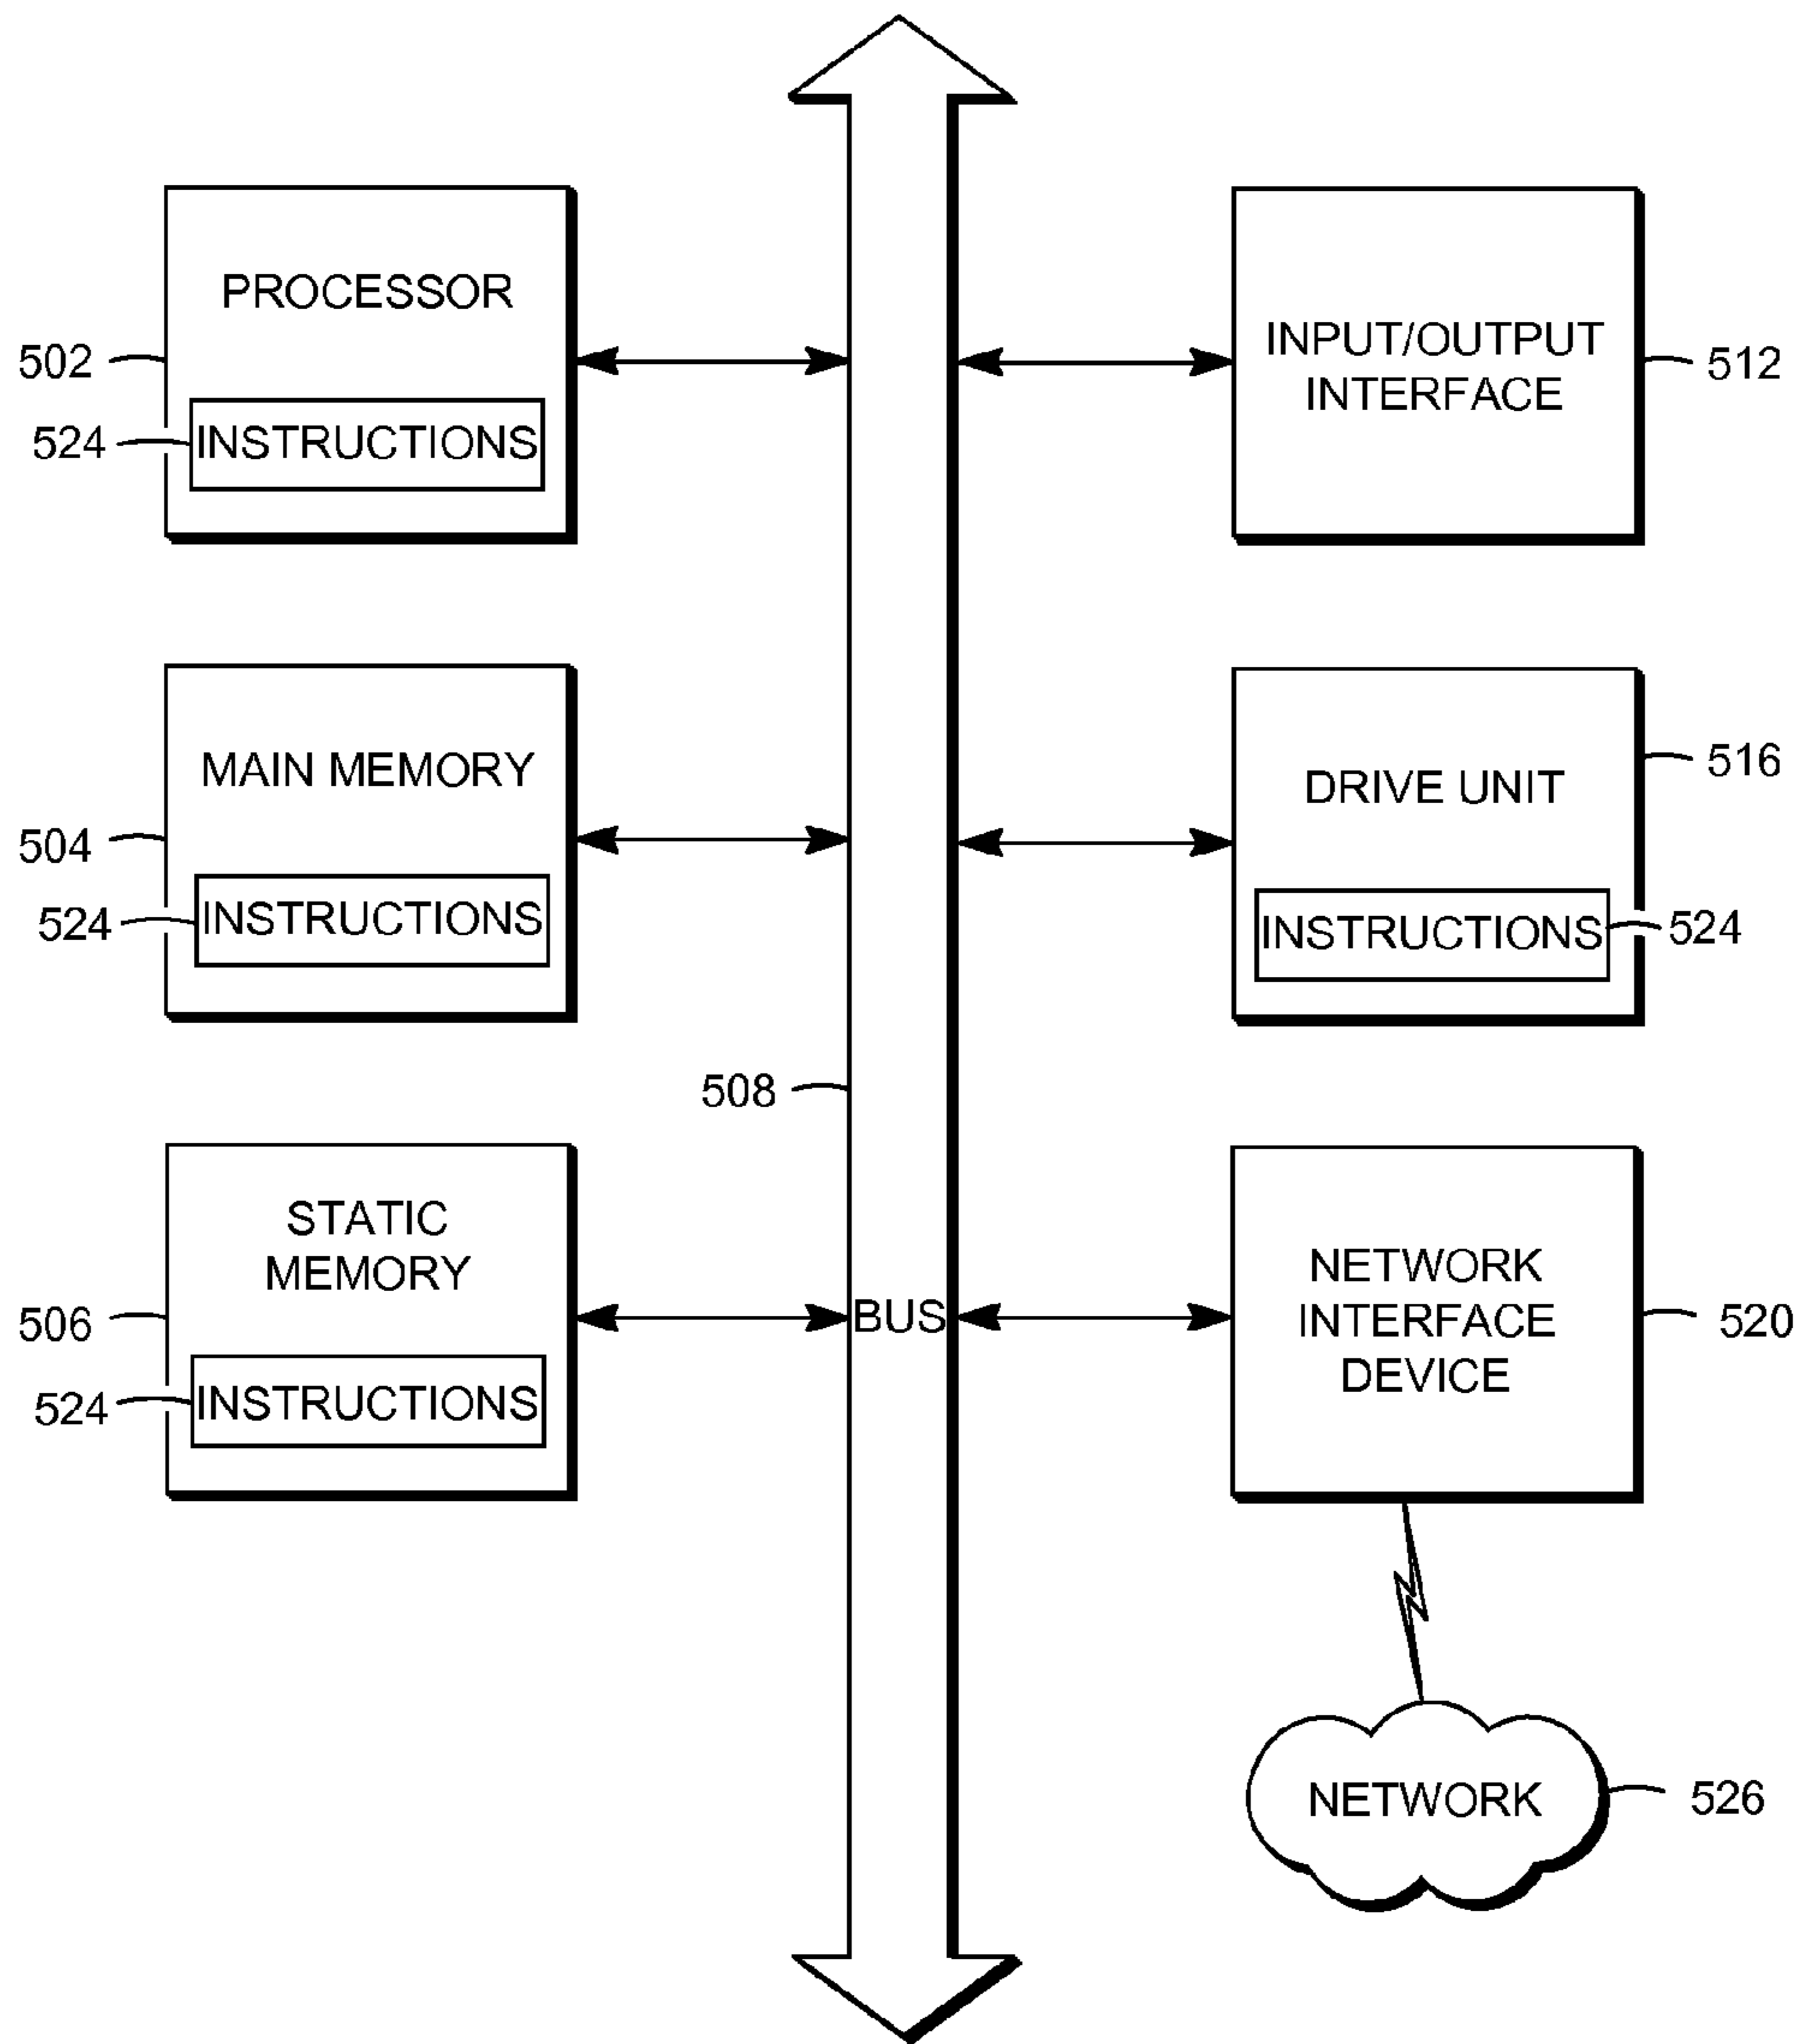 PROCESSOR
502
524
INSTRUCTIONS
INPUT/OUTPUT
INTERFACE
512
MAIN MEMORY
504
524
INSTRUCTIONS
DRIVE UNIT
516
INSTRUCTIONS
524
508
STATIC
MEMORY
506
524
INSTRUCTIONS
BUS
NETWORK
INTERFACE
DEVICE
520
NETWORK
526